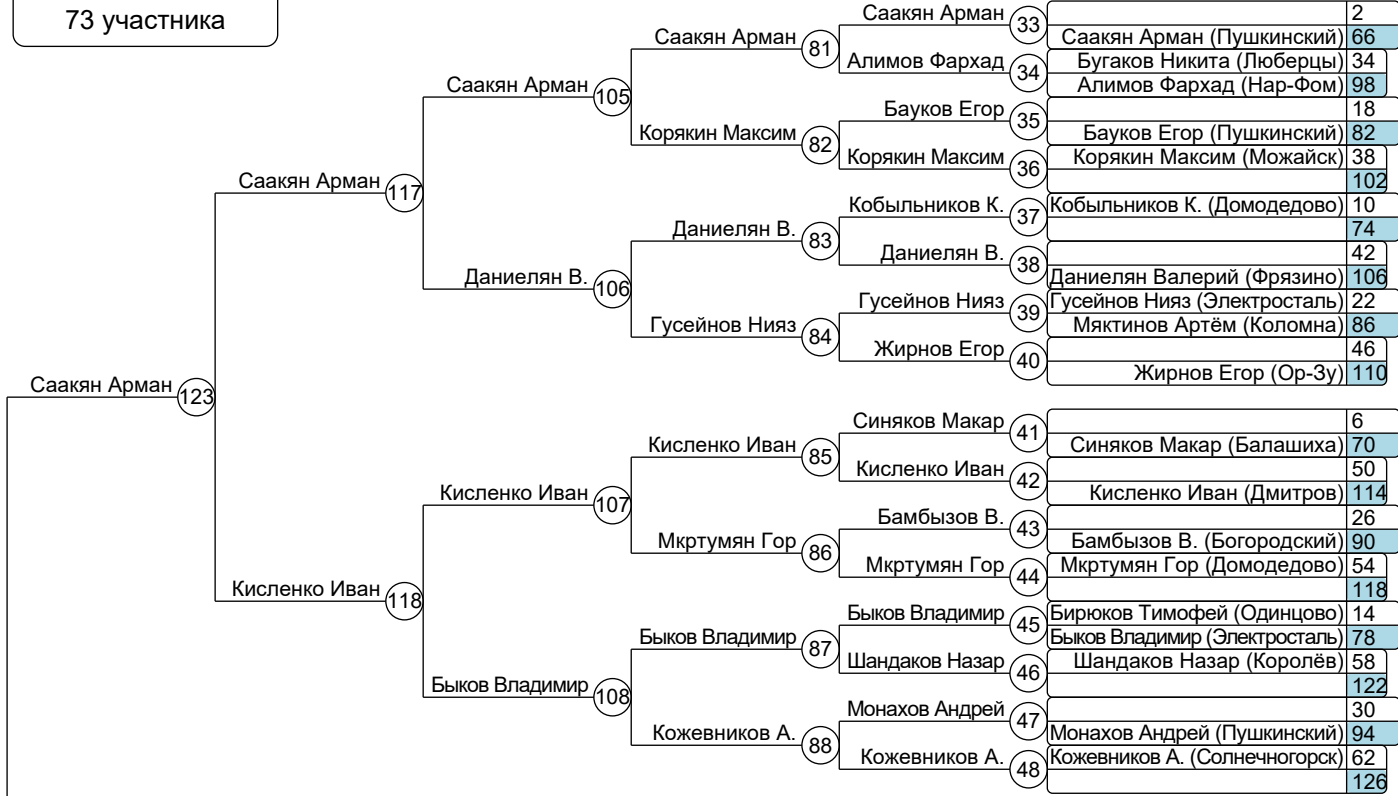 73 участника
Саакян Арман 33 2
Саакян Арман 81 Саакян Арман (Пушкинский) 66
Алимов Фархад 34 Бугаков Никита (Люберцы) 34
Саакян Арман 105 Алимов Фархад (Нар-Фом) 98
Бауков Егор 35 18
Корякин Максим 82 Бауков Егор (Пушкинский) 82
Корякин Максим 36 Корякин Максим (Можайск) 38
102
Саакян Арман 117
Кобыльников К. 37 Кобыльников К. (Домодедово) 10
Даниелян В. 83 74
Даниелян В. 38 42
Даниелян В. 106 Даниелян Валерий (Фрязино) 106
Гусейнов Нияз 39 Гусейнов Нияз (Электросталь) 22
Гусейнов Нияз 84 Мяктинов Артём (Коломна) 86
Жирнов Егор 40 46
Жирнов Егор (Ор-Зу) 110
Саакян Арман 123
Синяков Макар 41 6
Кисленко Иван 85 Синяков Макар (Балашиха) 70
Кисленко Иван 42 50
Кисленко Иван 107 Кисленко Иван (Дмитров) 114
Бамбызов В. 43 26
Мкртумян Гор 86 Бамбызов В. (Богородский) 90
Мкртумян Гор 44 Мкртумян Гор (Домодедово) 54
118
Кисленко Иван 118
Быков Владимир 45 Бирюков Тимофей (Одинцово) 14
Быков Владимир 87 Быков Владимир (Электросталь) 78
Шандаков Назар 46 Шандаков Назар (Королёв) 58
Быков Владимир 108 122
Монахов Андрей 47 30
Кожевников А. 88 Монахов Андрей (Пушкинский) 94
Кожевников А. 48 Кожевников А. (Солнечногорск) 62
126